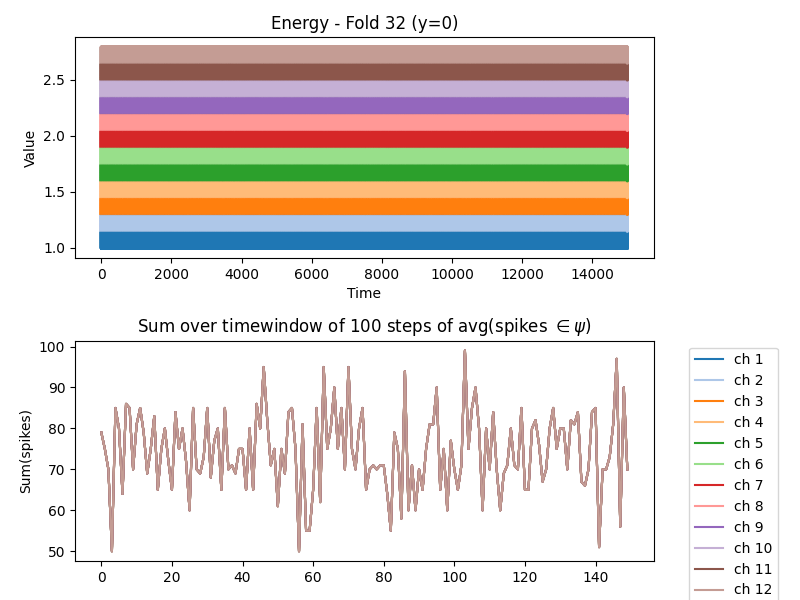 Energy - Fold 32 (y=0)
Value
2.5
2.0
1.5
1.0
0 2000 4000 6000 8000 10000 12000 14000
Time
Sum over timewindow of 100 steps of avg(spikes ∈ ψ)
Sum(spikes)
100
90
80
70
60
50
0 20 40 60 80 100 120 140
ch 1
ch 2
ch 3
ch 4
ch 5
ch 6
ch 7
ch 8
ch 9
ch 10
ch 11
ch 12